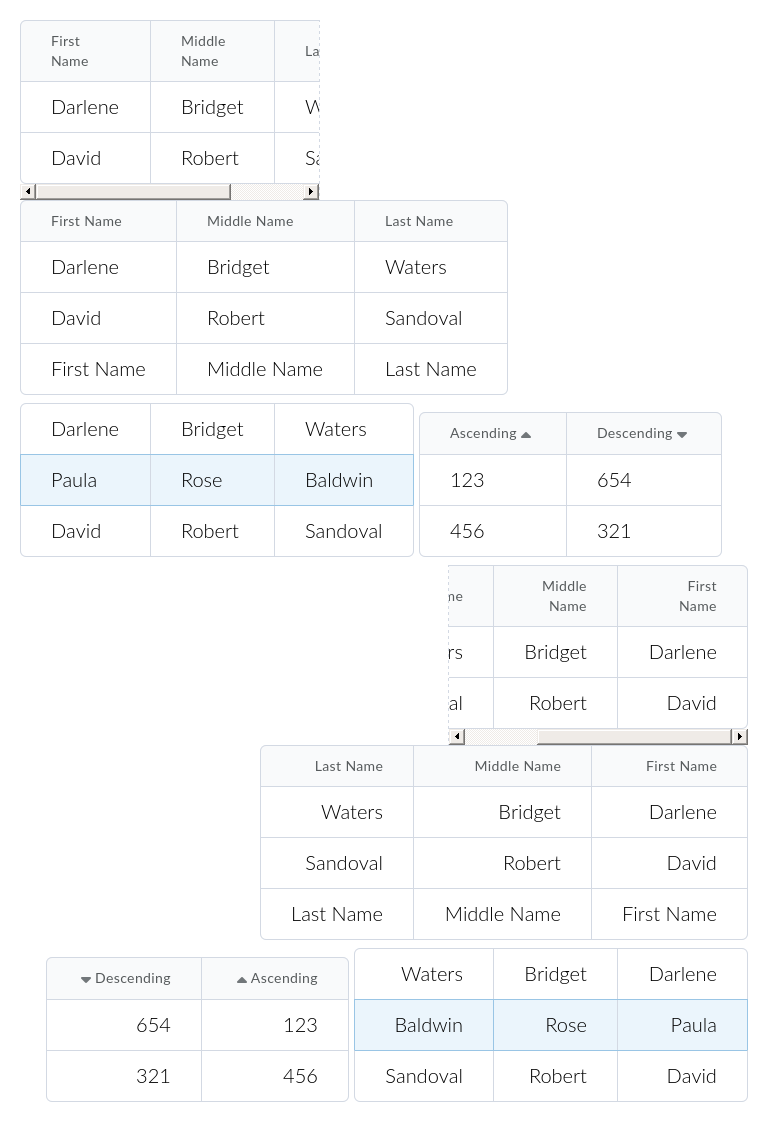 First Middle
Name Name La
Darlene Bridget W
David Robert Sa
First Name Middle Name Last Name
Darlene Bridget Waters
David Robert Sandoval
First Name Middle Name Last Name
Darlene Bridget Waters
Paula Rose Baldwin
David Robert Sandoval
Ascending Descending
123 654
456 321
Middle First
me Name Name
rs Bridget Darlene
al Robert David
Last Name Middle Name First Name
Waters Bridget Darlene
Sandoval Robert David
Last Name Middle Name First Name
Descending Ascending
654 123
321 456
Waters Bridget Darlene
Baldwin Rose Paula
Sandoval Robert David